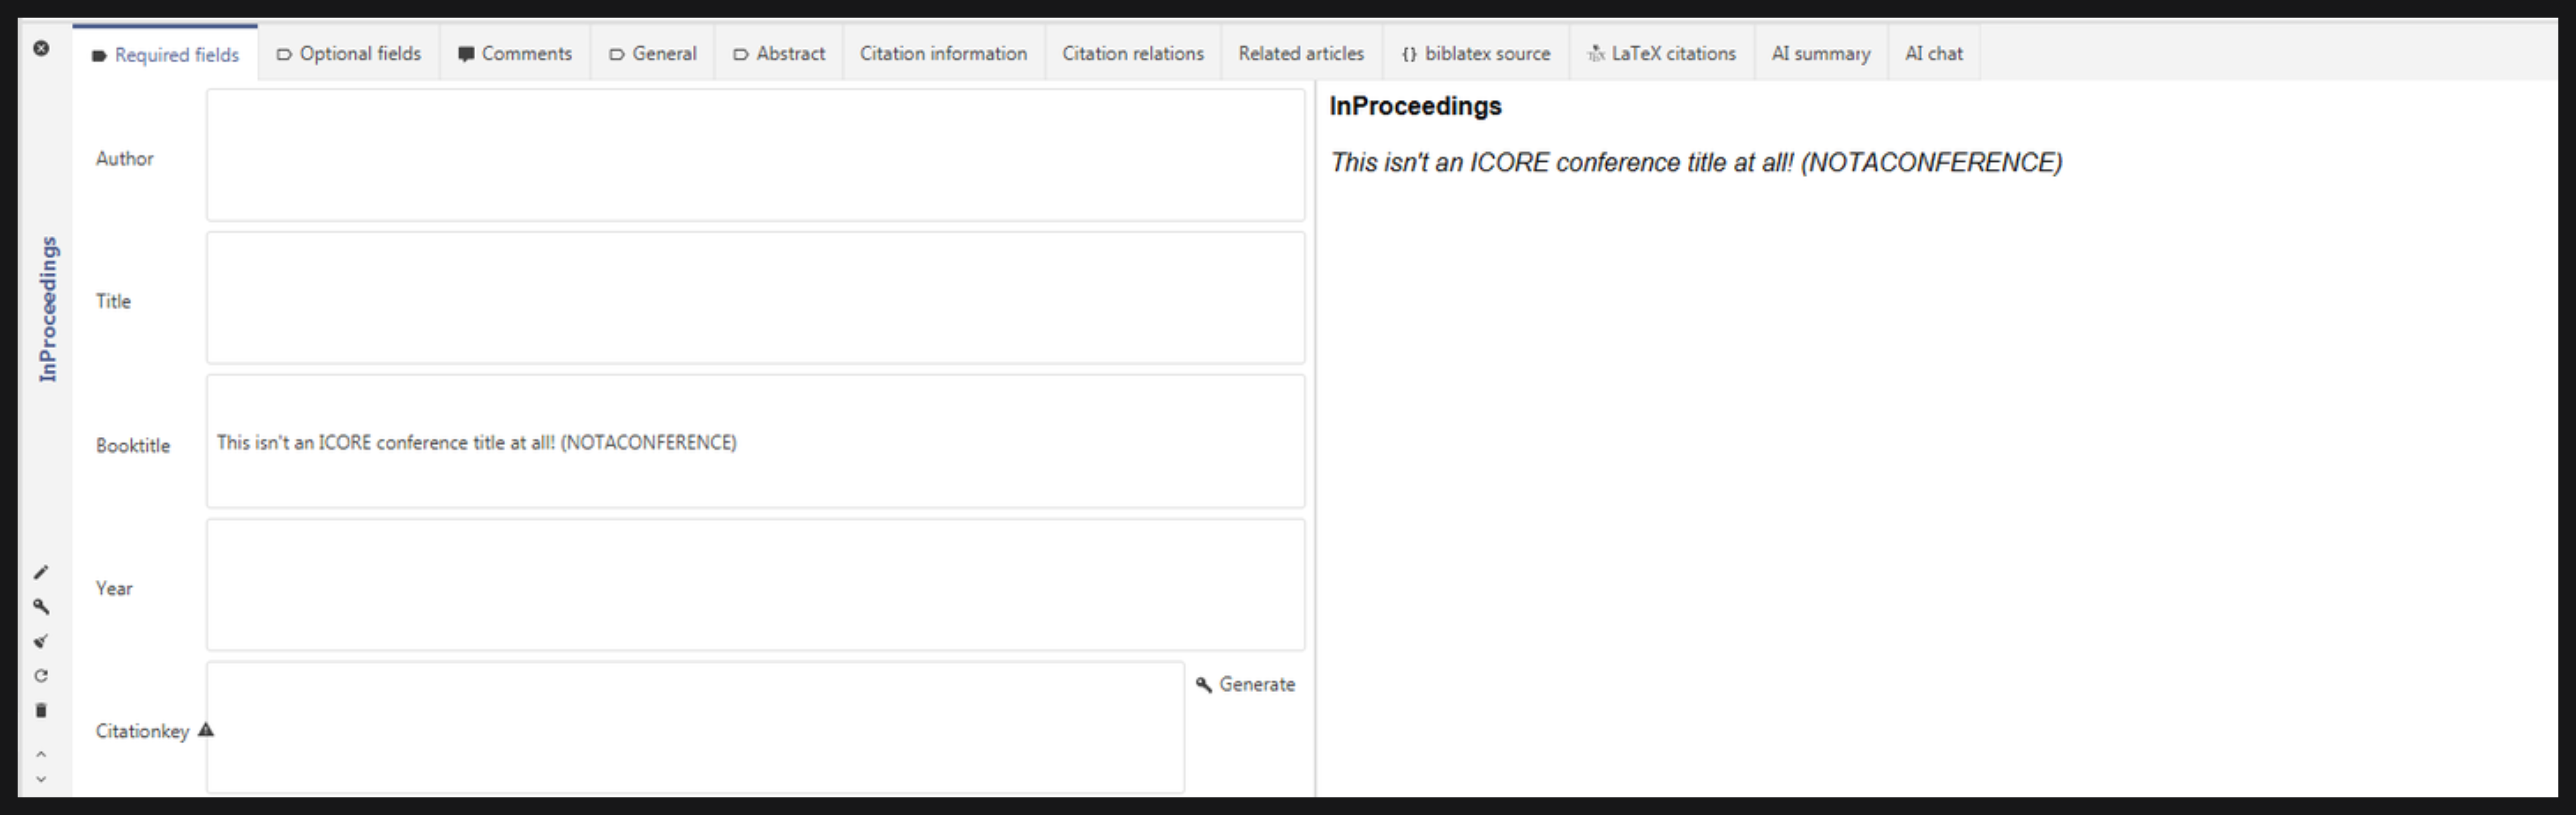 Required fields
Optional fields
Comments
General
Abstract
Citation information
Citation relations
Related articles
{} biblatex source
LaTeX citations
AI summary
AI chat
InProceedings
Author
Title
Booktitle
This isn't an ICORE conference title at all! (NOTACONFERENCE)
Year
Citationkey
Generate
InProceedings
This isn't an ICORE conference title at all! (NOTACONFERENCE)